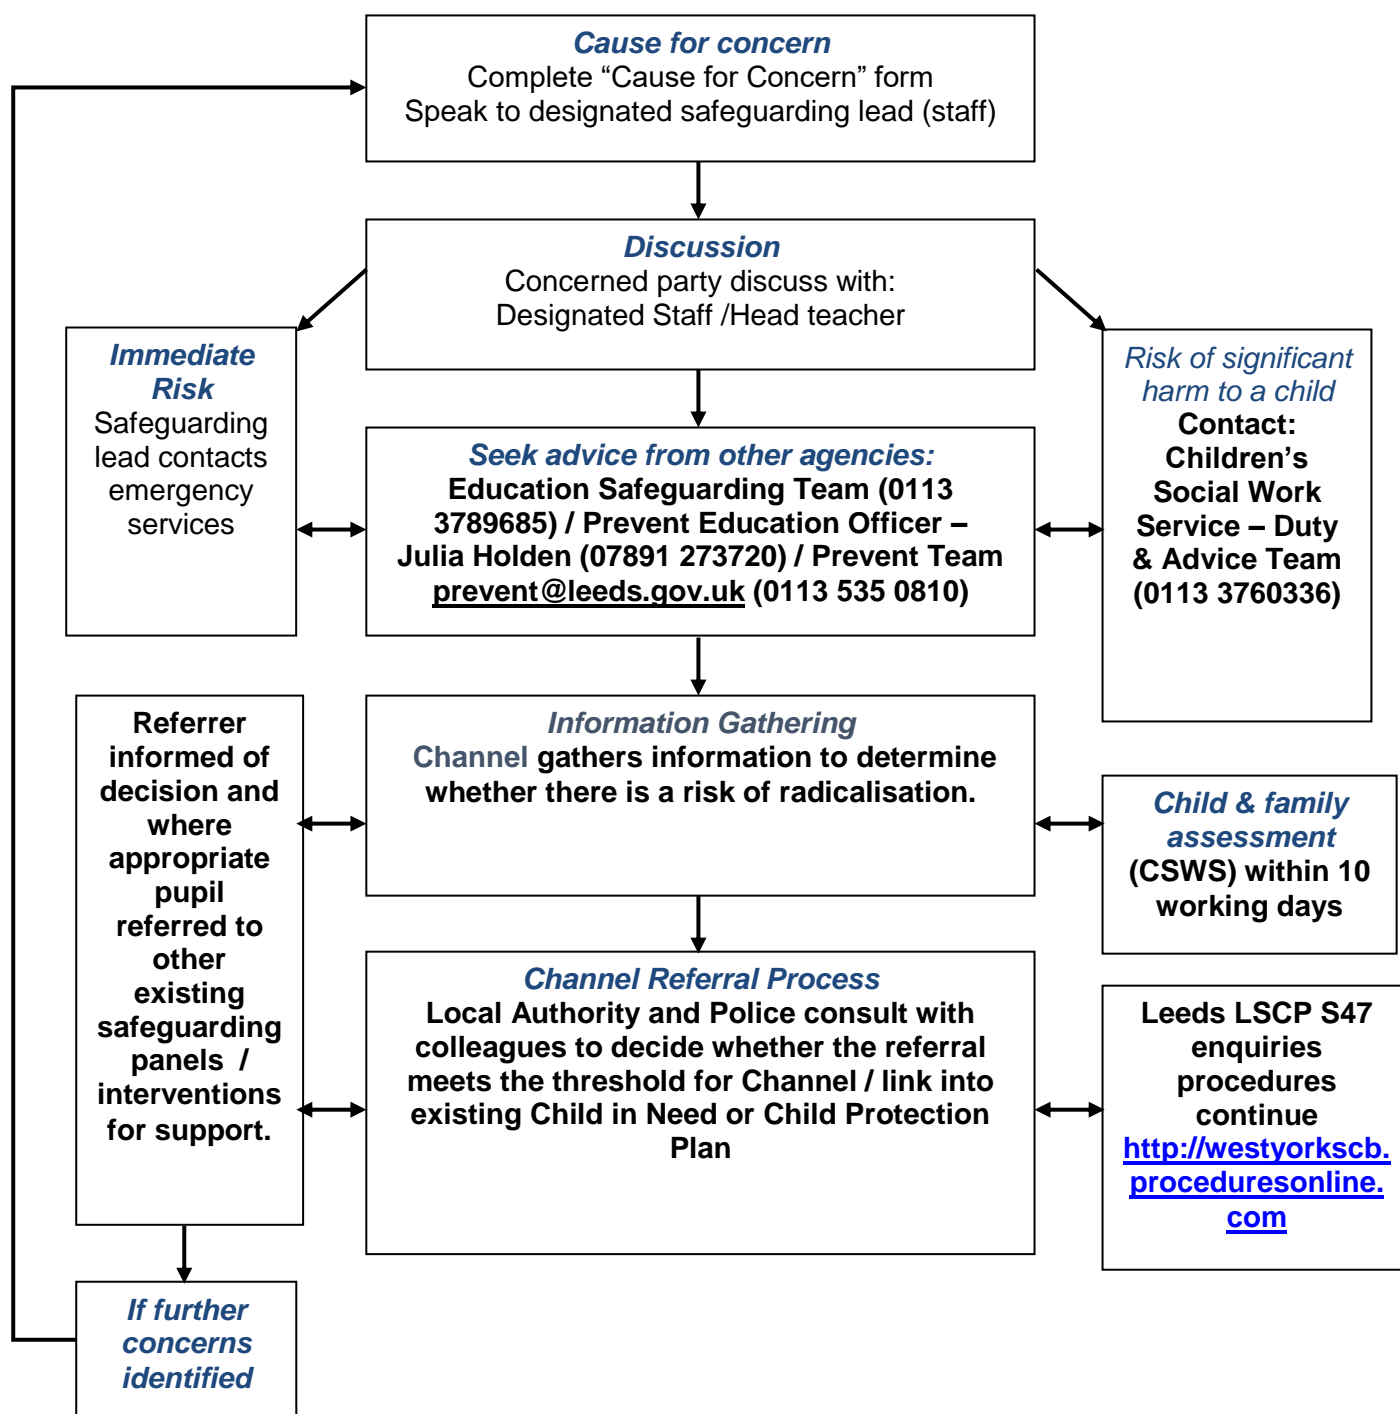 Cause for concern
Complete “Cause for Concern” form
Speak to designated safeguarding lead (staff)
Discussion
Concerned party discuss with:
Designated Staff /Head teacher
Immediate
Risk
Safeguarding
lead contacts
emergency
services
Risk of significant
harm to a child
Contact:
Children’s
Social Work
Service – Duty
& Advice Team
(0113 3760336)
Seek advice from other agencies:
Education Safeguarding Team (0113
3789685) / Prevent Education Officer –
Julia Holden (07891 273720) / Prevent Team
prevent@leeds.gov.uk (0113 535 0810)
Referrer
informed of
decision and
where
appropriate
pupil
referred to
other
existing
safeguarding
panels /
interventions
for support.
Information Gathering
Channel gathers information to determine
whether there is a risk of radicalisation.
Child & family
assessment
(CSWS) within 10
working days
Channel Referral Process
Local Authority and Police consult with
colleagues to decide whether the referral
meets the threshold for Channel / link into
existing Child in Need or Child Protection
Plan
Leeds LSCP S47
enquiries
procedures
continue
http://westyorkscb.
proceduresonline.
com
If further
concerns
identified